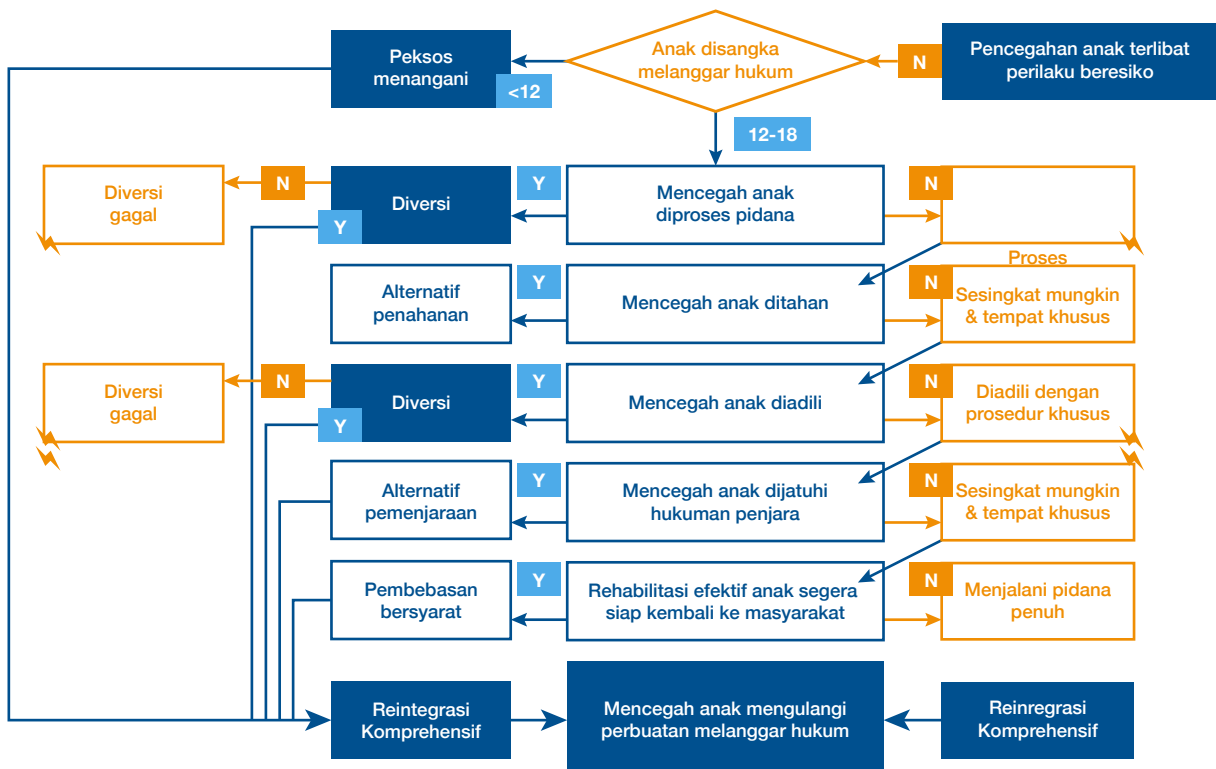 Peksos
menangani
<12
Anak disangka
melanggar hukum
N
Pencegahan anak terlibat
perilaku beresiko
12-18
Diversi
gagal
N
Diversi
Y
Y
Mencegah anak
diproses pidana
N
Proses
Alternatif
penahanan
Y
Mencegah anak ditahan
N
Sesingkat mungkin
& tempat khusus
Diversi
gagal
N
Diversi
Y
Y
Mencegah anak diadili
N
Diadili dengan
prosedur khusus
Alternatif
pemenjaraan
Y
Mencegah anak dijatuhi
hukuman penjara
N
Sesingkat mungkin
& tempat khusus
Pembebasan
bersyarat
Y
Rehabilitasi efektif anak segera
siap kembali ke masyarakat
N
Menjalani pidana
penuh
Reintegrasi
Komprehensif
Mencegah anak mengulangi
perbuatan melanggar hukum
Reinregrasi
Komprehensif